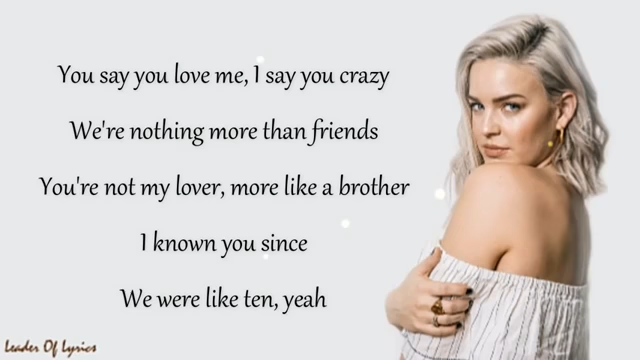 You say you love me, I say you crazy
We're nothing more than friends
You're not my lover, more like a brother
I known you since
We were like ten, yeah
Leader Of Lyrics